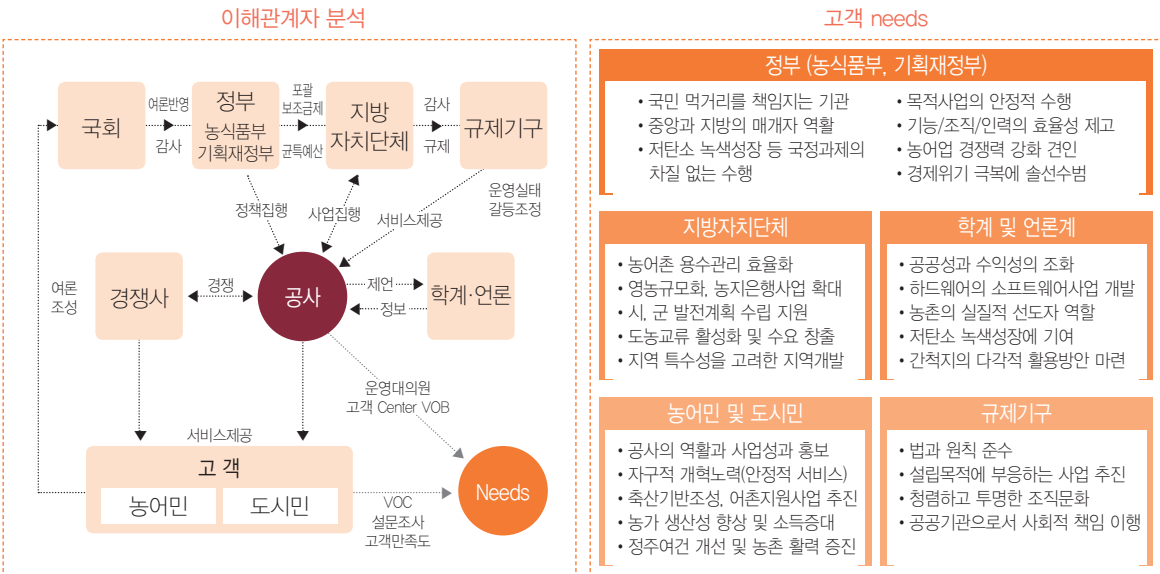 이해관계자 분석
국회
여론반영
감사
정부
농식품부
기획재정부
포괄
보조금제
균특예산
지방
자치단체
감사
규제
규제기구
정책집행
사업집행
서비스제공
운영실태
갈등조정
여론
조성
경쟁사
경쟁
공사
제언
정보
학계·언론
운영대의원
고객 Center VOB
서비스제공
고 객
농어민
도시민
VOC
설문조사
고객만족도
Needs
고객 needs
정부 (농식품부, 기획재정부)
• 국민 먹거리를 책임지는 기관
• 중앙과 지방의 매개자 역활
• 저탄소 녹색성장 등 국정과제의
차질 없는 수행
• 목적사업의 안정적 수행
• 기능/조직/인력의 효율성 제고
• 농어업 경쟁력 강화 견인
• 경제위기 극복에 솔선수범
지방자치단체
• 농어촌 용수관리 효율화
• 영농규모화, 농지은행사업 확대
• 시, 군 발전계획 수립 지원
• 도농교류 활성화 및 수요 창출
• 지역 특수성을 고려한 지역개발
학계 및 언론계
• 공공성과 수익성의 조화
• 하드웨어의 소프트웨어사업 개발
• 농촌의 실질적 선도자 역할
• 저탄소 녹색성장에 기여
• 간척지의 다각적 활용방안 마련
농어민 및 도시민
• 공사의 역활과 사업성과 홍보
• 자구적 개혁노력(안정적 서비스)
• 축산기반조성, 어촌지원사업 추진
• 농가 생산성 향상 및 소득증대
• 정주여건 개선 및 농촌 활력 증진
규제기구
• 법과 원칙 준수
• 설립목적에 부응하는 사업 추진
• 청렴하고 투명한 조직문화
• 공공기관으로서 사회적 책임 이행